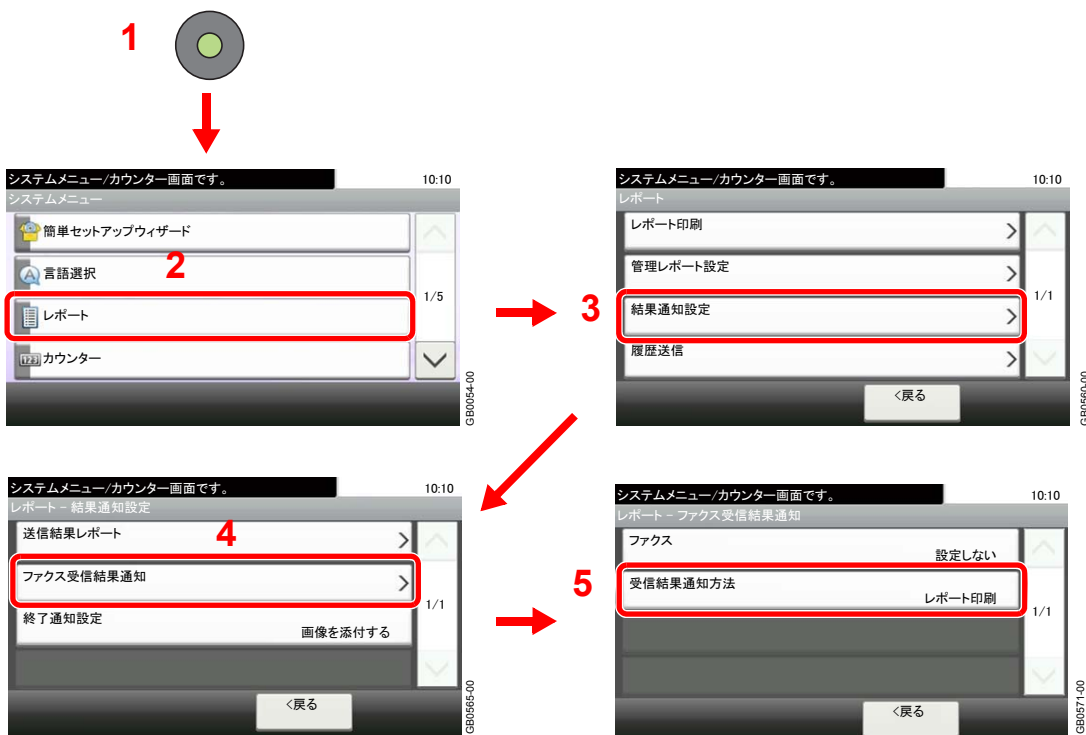 1
システムメニュー/カウンター画面です。 10:10
システムメニュー
簡単セットアップウィザード
言語選択
2
レポート
カウンター
1/5
GB0054-00
3
システムメニュー/カウンター画面です。 10:10
レポート
レポート印刷
管理レポート設定
結果通知設定
履歴送信
1/1
<戻る
GB0560-00
システムメニュー/カウンター画面です。 10:10
レポート - 結果通知設定
送信結果レポート
4
ファクス受信結果通知
終了通知設定
画像を添付する
1/1
<戻る
GB0565-00
5
システムメニュー/カウンター画面です。 10:10
レポート - ファクス受信結果通知
ファクス
設定しない
受信結果通知方法
レポート印刷
1/1
<戻る
GB0571-00